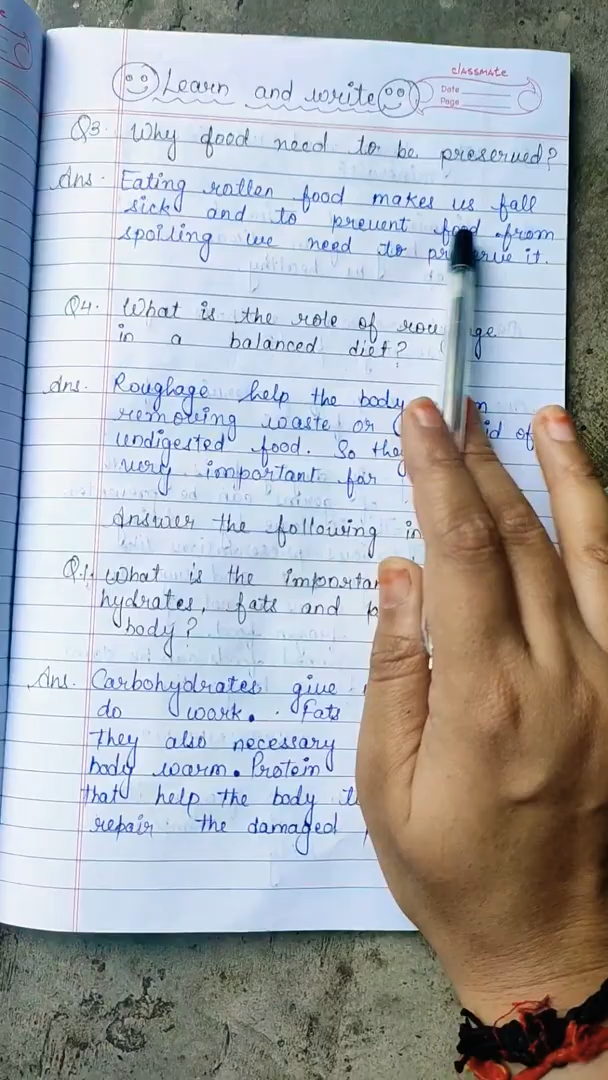 Learn and write
classmate
Date
Page
Q3. Why food need to be preserved?
Ans. Eating rotten food makes us fall
sick and to prevent food from
spoiling we need to preserve it.
Q4. What is the role of
in a balanced diet?
Ans. Roughage help the body
removing waste or id of
undigested food. So
very important for
Answer the following in
Q.1. What is the
hydrates, fats and
body?
Ans. Carbohydrates give
do work. Fats
They also necessary
body warm. Protein
that help the body
repair the damaged